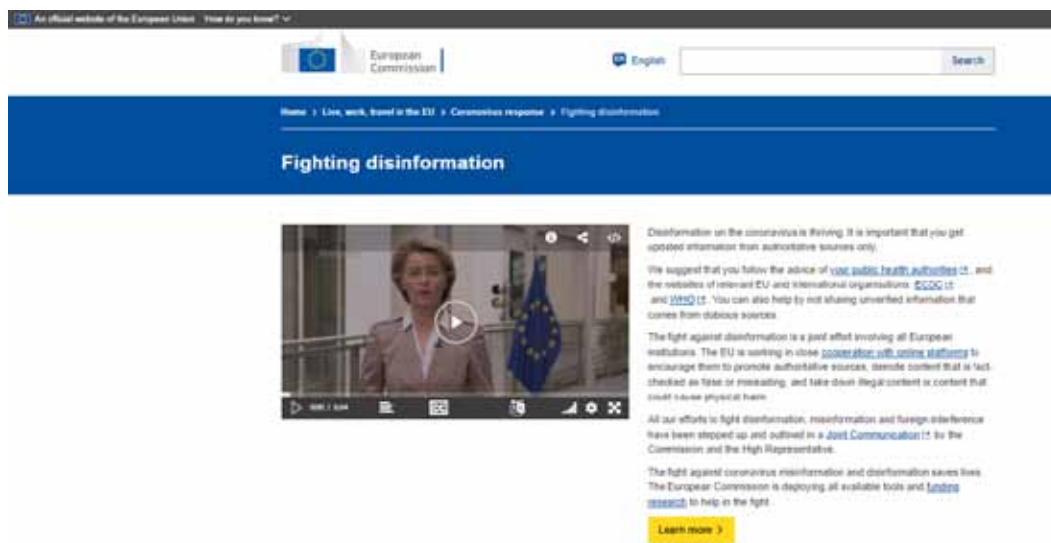 An official website of the European Union How do you know?
European
Commission
EN English
Search
Home > Live, work, travel in the EU > Coronavirus response > Fighting disinformation
Fighting disinformation
Disinformation on the coronavirus is thriving. It is important that you get
updated information from authoritative sources only.
We suggest that you follow the advice of your public health authorities, and
the websites of relevant EU and international organisations: ECDC
and WHO. You can also help by not sharing unverified information that
comes from dubious sources.
The fight against disinformation is a joint effort involving all European
institutions. The EU is working in close cooperation with online platforms to
encourage them to promote authoritative sources, demote content that is fact-
checked as false or misleading, and take down illegal content or content that
could cause physical harm.
All our efforts to fight disinformation, misinformation and foreign interference
have been stepped up and outlined in a Joint Communication by the
Commission and the High Representative.
The fight against coronavirus misinformation and disinformation saves lives.
The European Commission is deploying all available tools and funding
research to help in the fight.
Learn more >